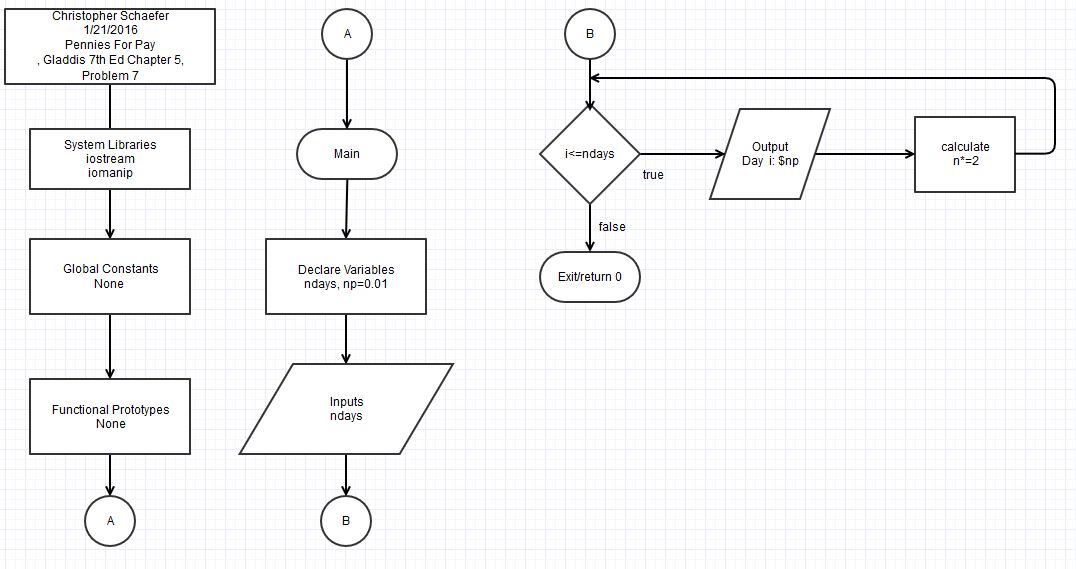 Christopher Schaefer
1/21/2016
Pennies For Pay
, Gladdis 7th Ed Chapter 5,
Problem 7
System Libraries
iostream
iomanip
Global Constants
None
Functional Prototypes
None
A
A
Main
Declare Variables
ndays, np=0.01
Inputs
ndays
B
B
i<=ndays
true
Output
Day i: $np
calculate
n*=2
false
Exit/return 0